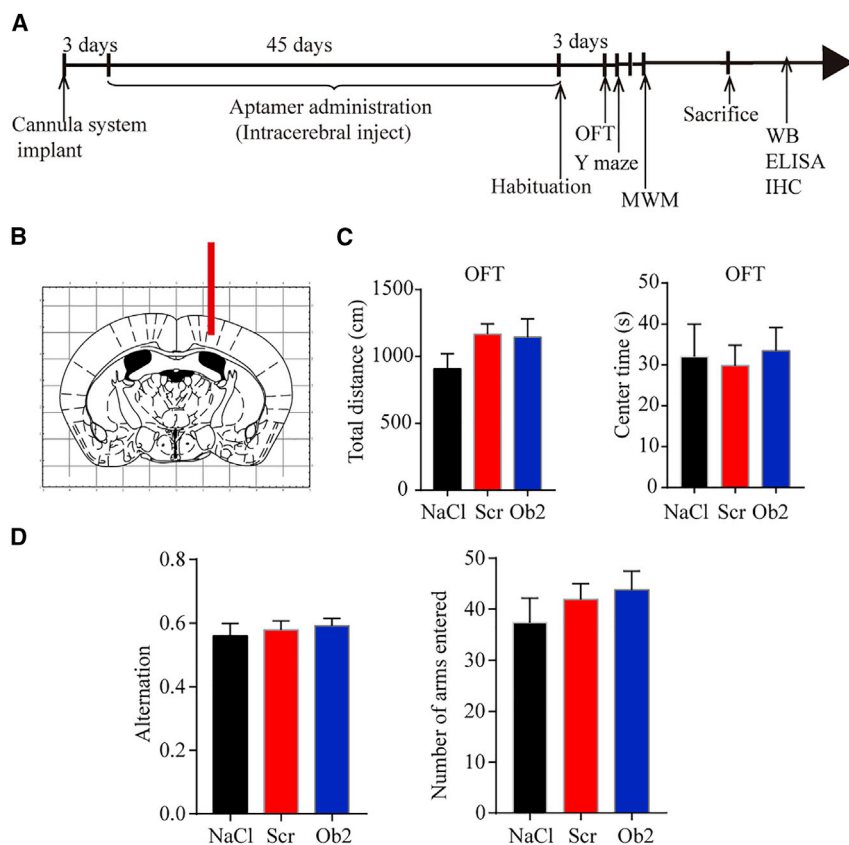 A
3 days
45 days
3 days
Cannula system
implant
Aptamer administration
(Intracerebral inject)
Habituation
OFT
Y maze
MWM
Sacrifice
WB
ELISA
IHC
B
C
OFT
Total distance (cm)
1500
1000
500
0
NaCl Scr Ob2
OFT
Center time (s)
50
40
30
20
10
0
NaCl Scr Ob2
D
Alternation
0.8
0.6
0.4
0.2
0.0
NaCl Scr Ob2
Number of arms entered
50
40
30
20
10
0
NaCl Scr Ob2